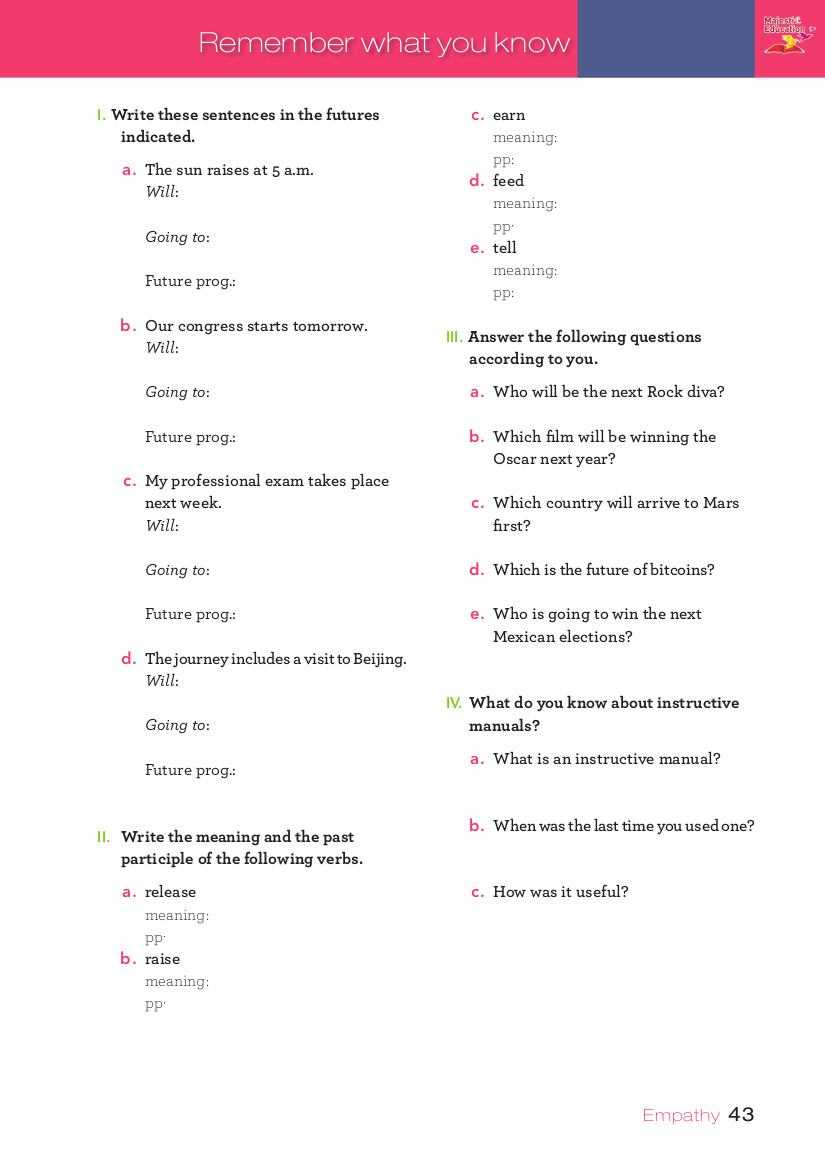 Remember what you know
Majestic
Education
I. Write these sentences in the futures
indicated.
a. The sun raises at 5 a.m.
Will:
Going to:
Future prog.:
b. Our congress starts tomorrow.
Will:
Going to:
Future prog.:
c. My professional exam takes place
next week.
Will:
Going to:
Future prog.:
d. The journey includes a visit to Beijing.
Will:
Going to:
Future prog.:
II. Write the meaning and the past
participle of the following verbs.
a. release
meaning:
pp:
b. raise
meaning:
pp:
c. earn
meaning:
pp:
d. feed
meaning:
pp:
e. tell
meaning:
pp:
III. Answer the following questions
according to you.
a. Who will be the next Rock diva?
b. Which film will be winning the
Oscar next year?
c. Which country will arrive to Mars
first?
d. Which is the future of bitcoins?
e. Who is going to win the next
Mexican elections?
IV. What do you know about instructive
manuals?
a. What is an instructive manual?
b. When was the last time you used one?
c. How was it useful?
Empathy 43